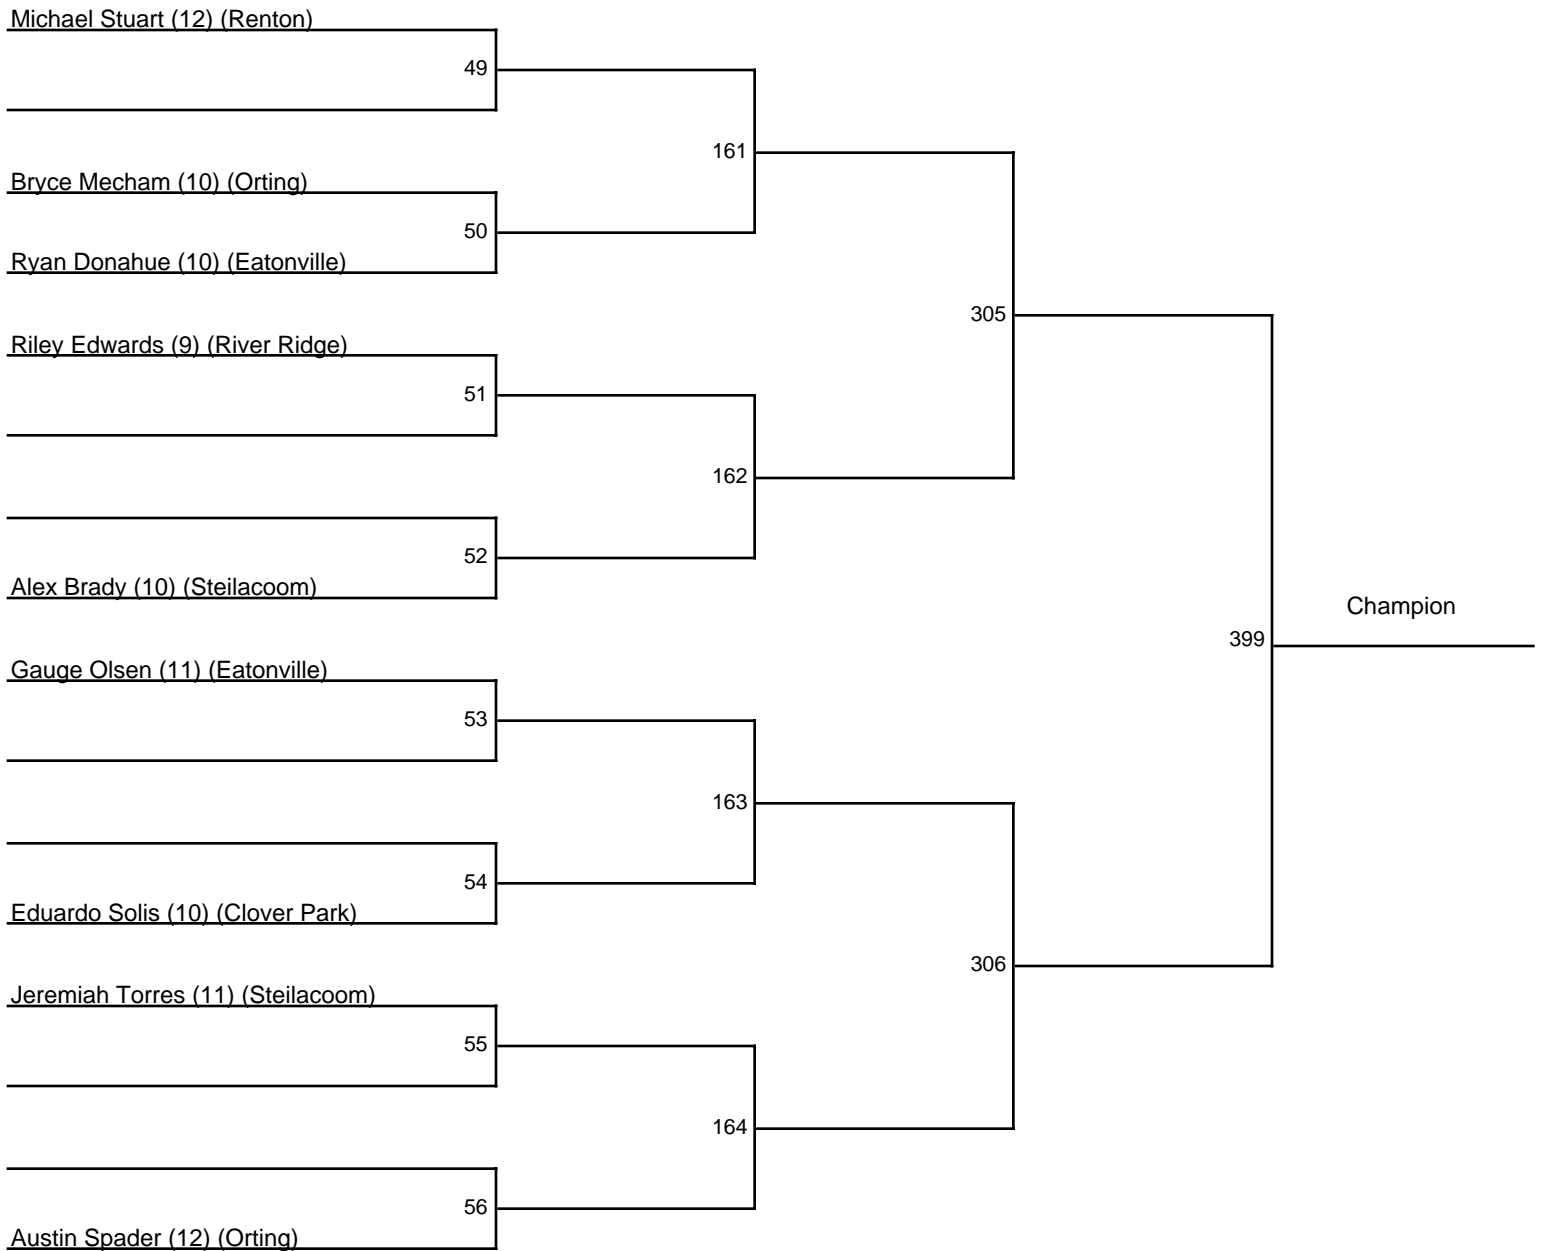 Michael Stuart (12) (Renton)
49
161
Bryce Mecham (10) (Orting)
50
Ryan Donahue (10) (Eatonville)
305
Riley Edwards (9) (River Ridge)
51
162
52
Alex Brady (10) (Steilacoom)
Champion
399
Gauge Olsen (11) (Eatonville)
53
163
54
Eduardo Solis (10) (Clover Park)
306
Jeremiah Torres (11) (Steilacoom)
55
164
56
Austin Spader (12) (Orting)